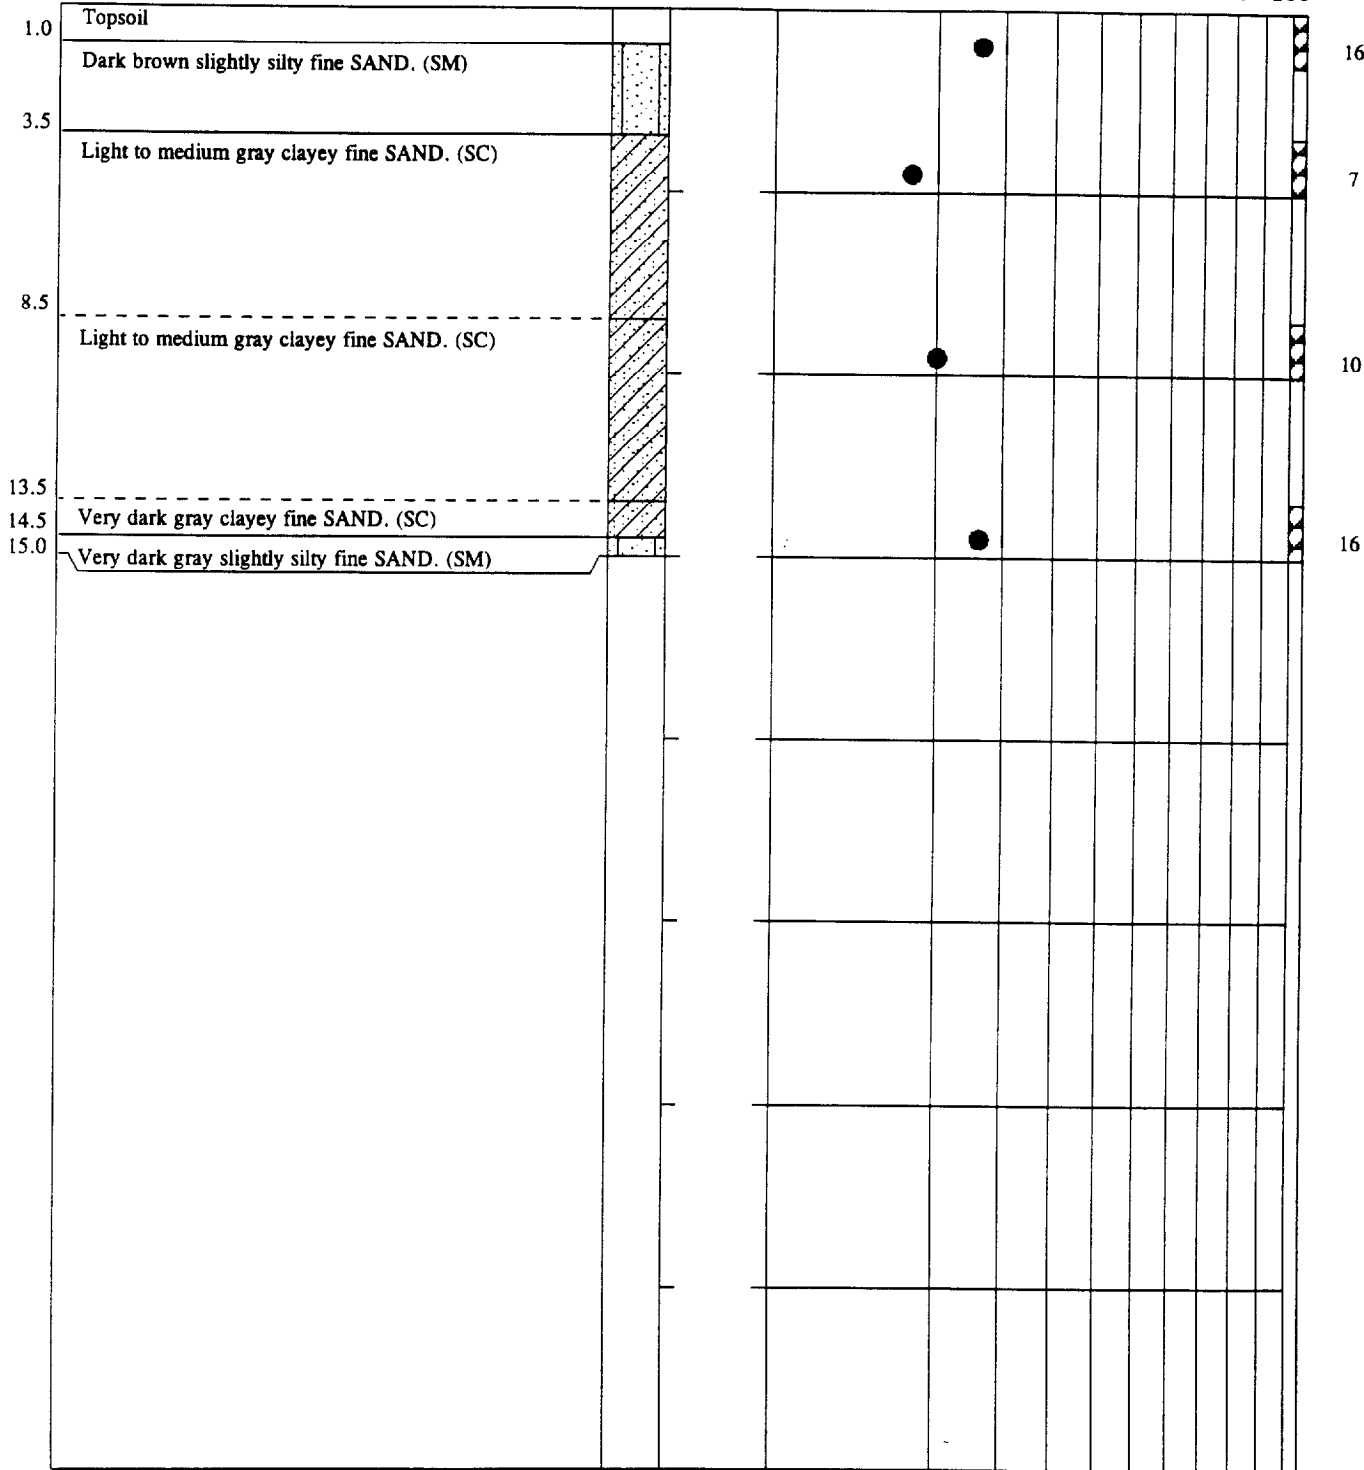 1.0 Topsoil 16
Dark brown slightly silty fine SAND. (SM)
3.5
Light to medium gray clayey fine SAND. (SC)
7
8.5
Light to medium gray clayey fine SAND. (SC)
10
13.5
14.5 Very dark gray clayey fine SAND. (SC)
16
15.0 Very dark gray slightly silty fine SAND. (SM)